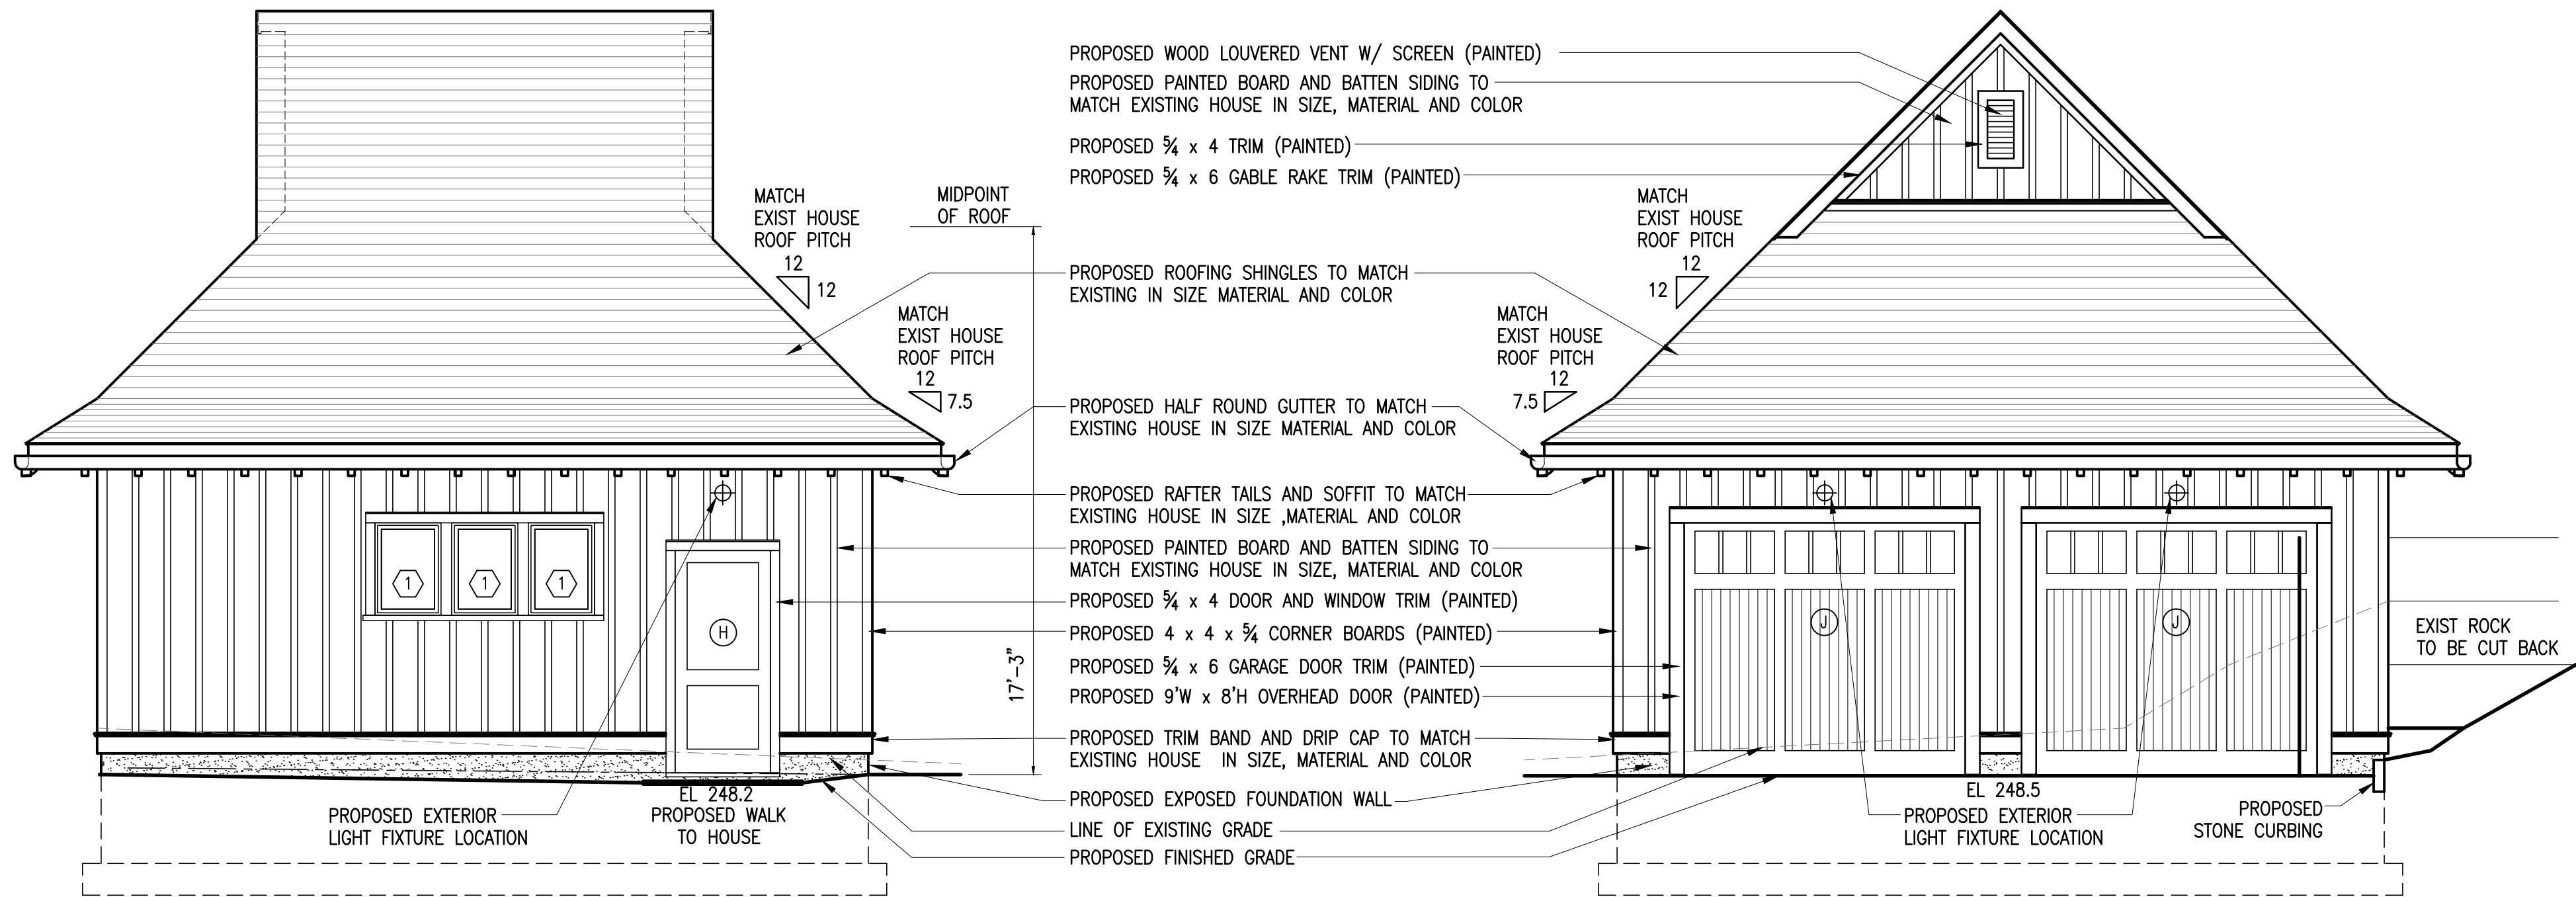 MATCH
EXIST HOUSE
ROOF PITCH
12
12
MATCH
EXIST HOUSE
ROOF PITCH
12
7.5
MIDPOINT
OF ROOF
17'-3"
1
1
1
H
EL 248.2
PROPOSED WALK
TO HOUSE
PROPOSED EXTERIOR
LIGHT FIXTURE LOCATION
PROPOSED WOOD LOUVERED VENT W/ SCREEN (PAINTED)
PROPOSED PAINTED BOARD AND BATTEN SIDING TO
MATCH EXISTING HOUSE IN SIZE, MATERIAL AND COLOR
PROPOSED 5/4 x 4 TRIM (PAINTED)
PROPOSED 5/4 x 6 GABLE RAKE TRIM (PAINTED)
PROPOSED ROOFING SHINGLES TO MATCH
EXISTING IN SIZE MATERIAL AND COLOR
PROPOSED HALF ROUND GUTTER TO MATCH
EXISTING HOUSE IN SIZE MATERIAL AND COLOR
PROPOSED RAFTER TAILS AND SOFFIT TO MATCH
EXISTING HOUSE IN SIZE ,MATERIAL AND COLOR
PROPOSED PAINTED BOARD AND BATTEN SIDING TO
MATCH EXISTING HOUSE IN SIZE, MATERIAL AND COLOR
PROPOSED 5/4 x 4 DOOR AND WINDOW TRIM (PAINTED)
PROPOSED 4 x 4 x 5/4 CORNER BOARDS (PAINTED)
PROPOSED 5/4 x 6 GARAGE DOOR TRIM (PAINTED)
PROPOSED 9'W x 8'H OVERHEAD DOOR (PAINTED)
PROPOSED TRIM BAND AND DRIP CAP TO MATCH
EXISTING HOUSE IN SIZE, MATERIAL AND COLOR
PROPOSED EXPOSED FOUNDATION WALL
LINE OF EXISTING GRADE
PROPOSED FINISHED GRADE
MATCH
EXIST HOUSE
ROOF PITCH
12
12
MATCH
EXIST HOUSE
ROOF PITCH
12
7.5
J
J
EXIST ROCK
TO BE CUT BACK
EL 248.5
PROPOSED EXTERIOR
LIGHT FIXTURE LOCATION
PROPOSED
STONE CURBING